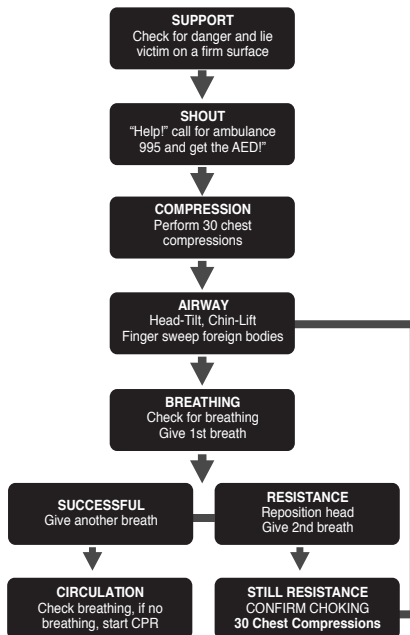 SUPPORT
Check for danger and lie
victim on a firm surface
SHOUT
“Help!” call for ambulance
995 and get the AED!”
COMPRESSION
Perform 30 chest
compressions
AIRWAY
Head-Tilt, Chin-Lift
Finger sweep foreign bodies
BREATHING
Check for breathing
Give 1st breath
SUCCESSFUL
Give another breath
RESISTANCE
Reposition head
Give 2nd breath
CIRCULATION
Check breathing, if no
breathing, start CPR
STILL RESISTANCE
CONFIRM CHOKING
30 Chest Compressions